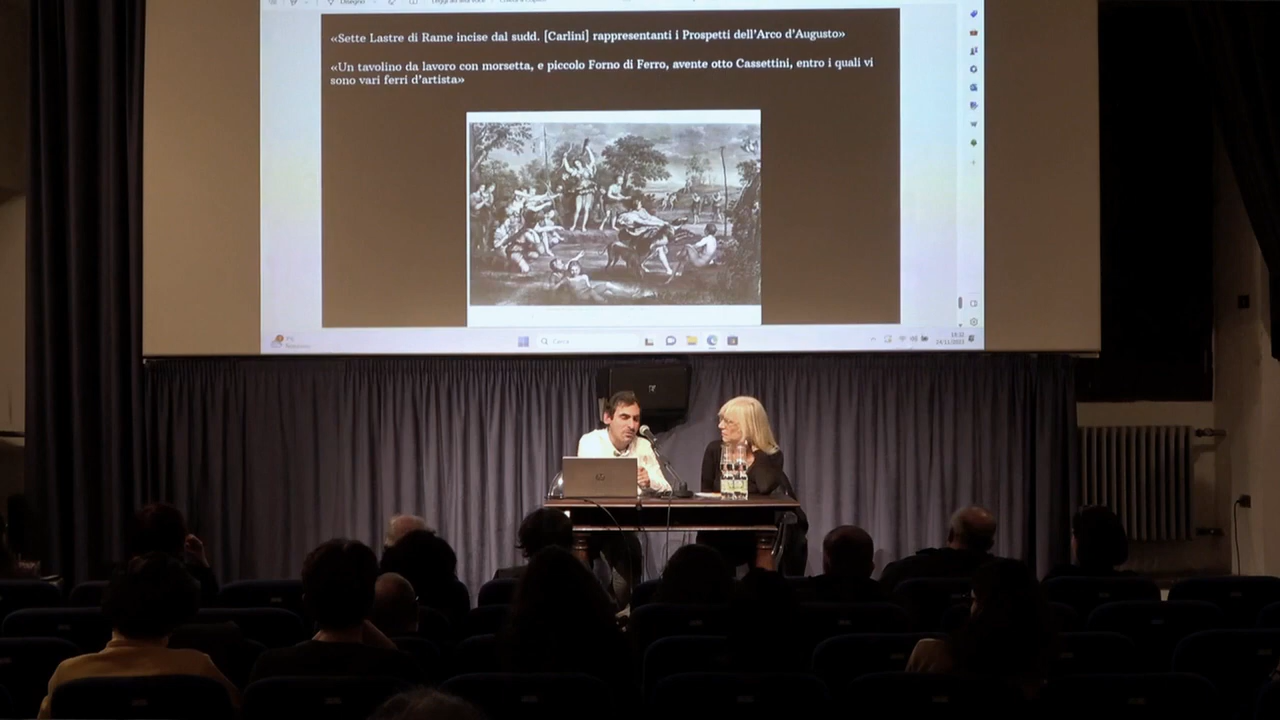 «Sette Lastre di Rame incise dal sudd. [Carlini] rappresentanti i Prospetti dell'Arco d'Augusto»
«Un tavolino da lavoro con morsetta, e piccolo Forno di Ferro, avente otto Cassettini, entro i quali vi
sono vari ferri d'artista»
Cerca